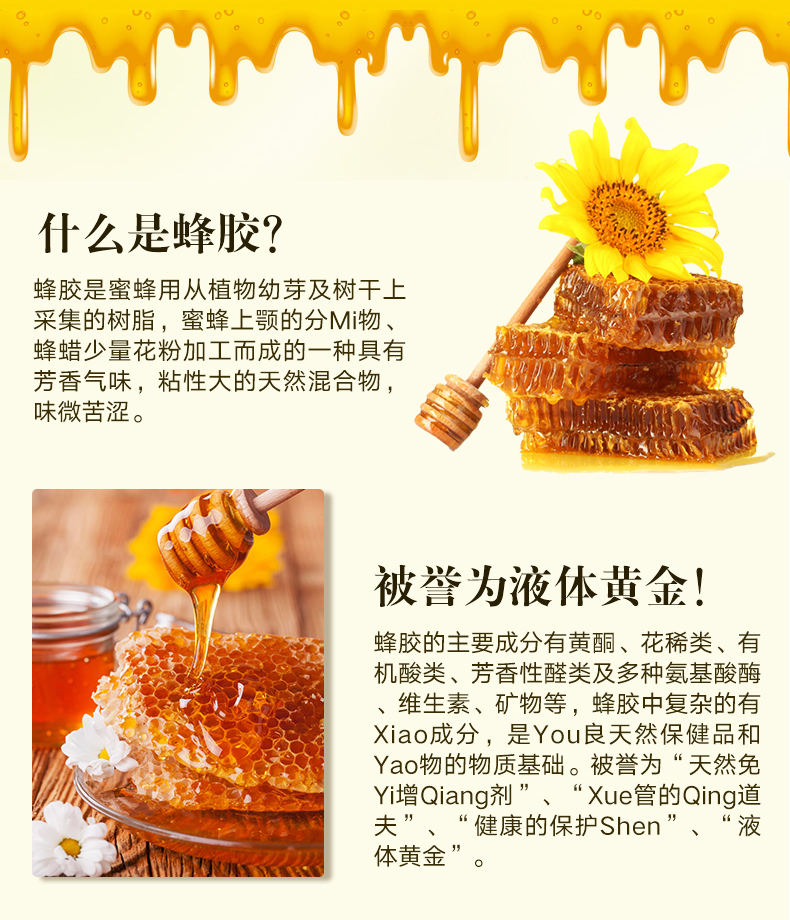 什么是蜂胶？
蜂胶是蜜蜂用从植物幼芽及树干上
采集的树脂，蜜蜂上颚的分Mi物、
蜂蜡少量花粉加工而成的一种具有
芳香气味，粘性大的天然混合物，
味微苦涩。
被誉为液体黄金！
蜂胶的主要成分有黄酮、花稀类、有
机酸类、芳香性醛类及多种氨基酸酶
、维生素、矿物等，蜂胶中复杂的有
Xiao成分，是You良天然保健品和
Yao物的物质基础。被誉为“天然免
Yi增Qiang剂”、“Xue管的Qing道
夫”、“健康的保护Shen”、“液
体黄金”。